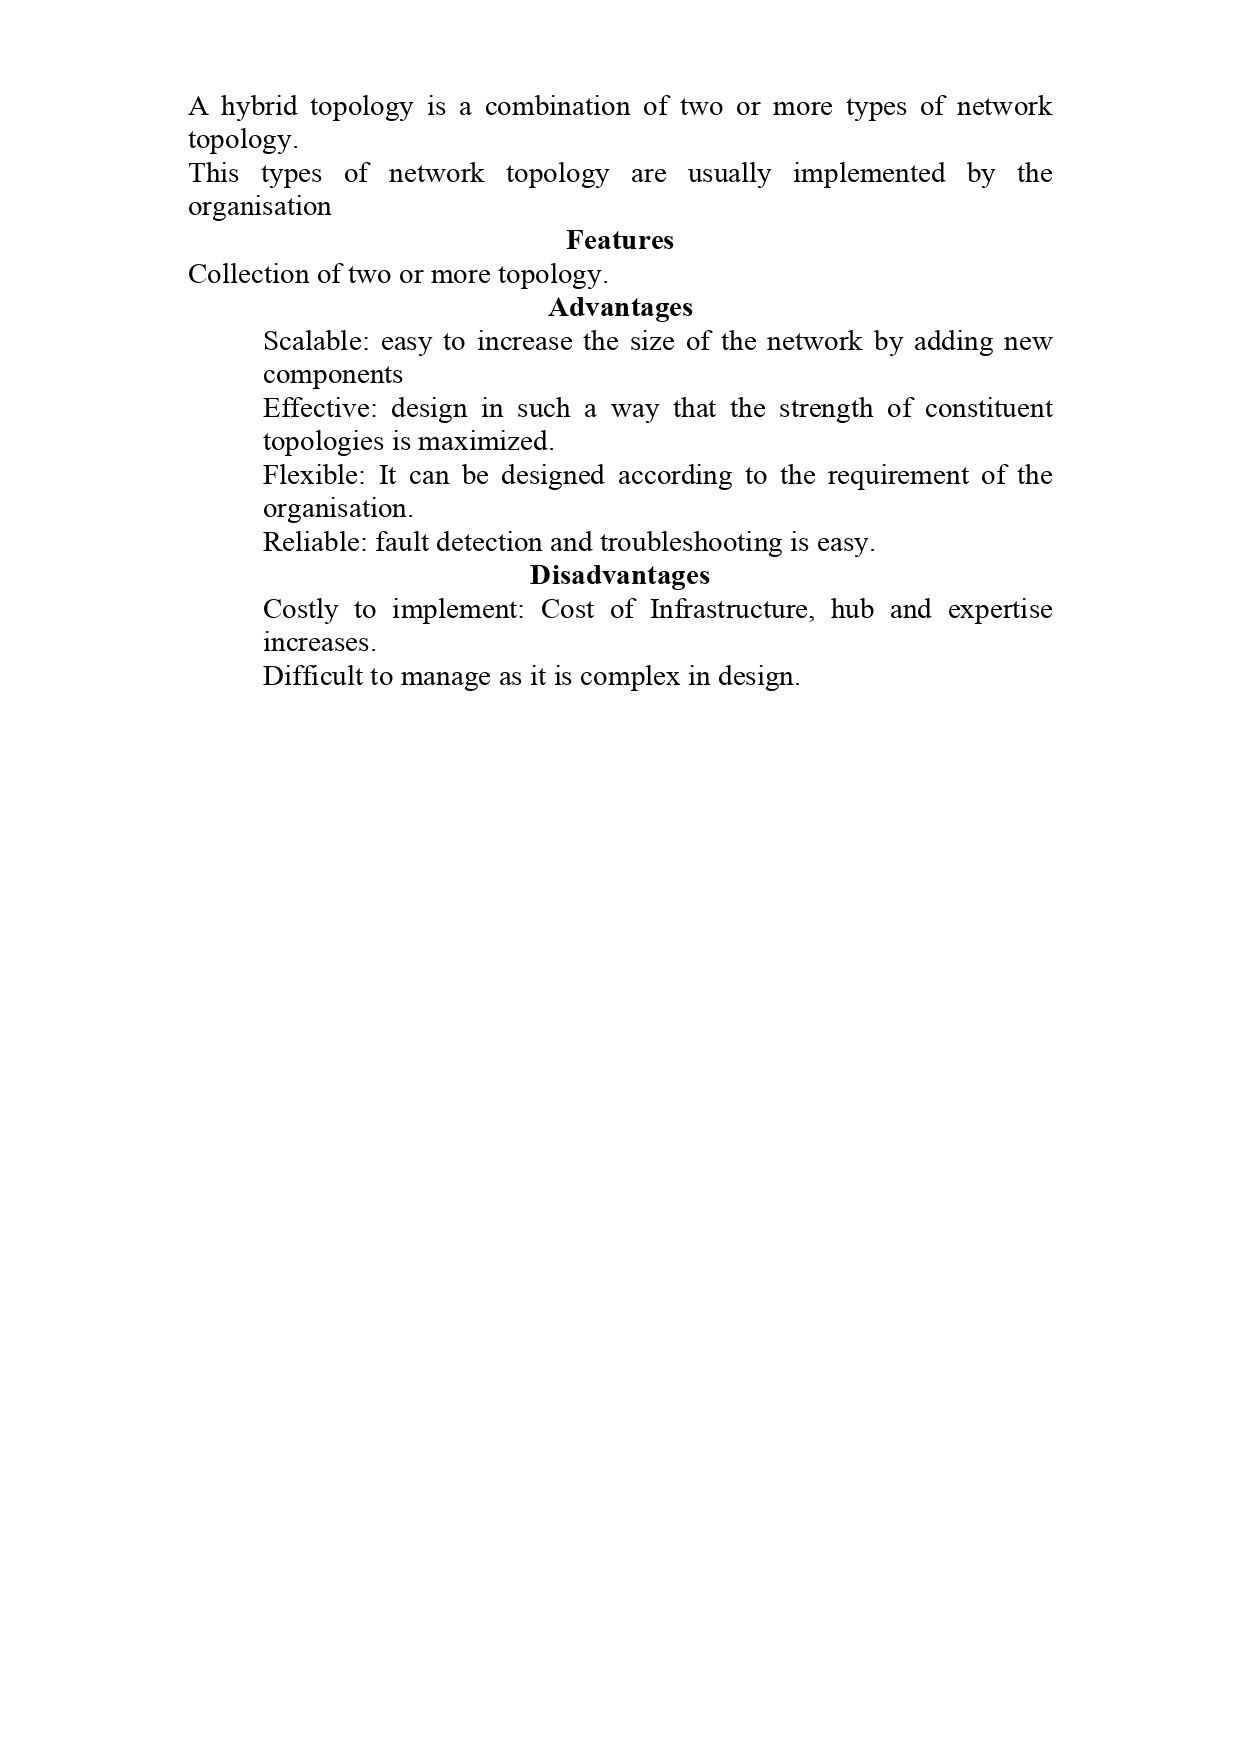 A hybrid topology is a combination of two or more types of network
topology.
This types of network topology are usually implemented by the
organisation
Features
Collection of two or more topology.
Advantages
Scalable: easy to increase the size of the network by adding new
components
Effective: design in such a way that the strength of constituent
topologies is maximized.
Flexible: It can be designed according to the requirement of the
organisation.
Reliable: fault detection and troubleshooting is easy.
Disadvantages
Costly to implement: Cost of Infrastructure, hub and expertise
increases.
Difficult to manage as it is complex in design.